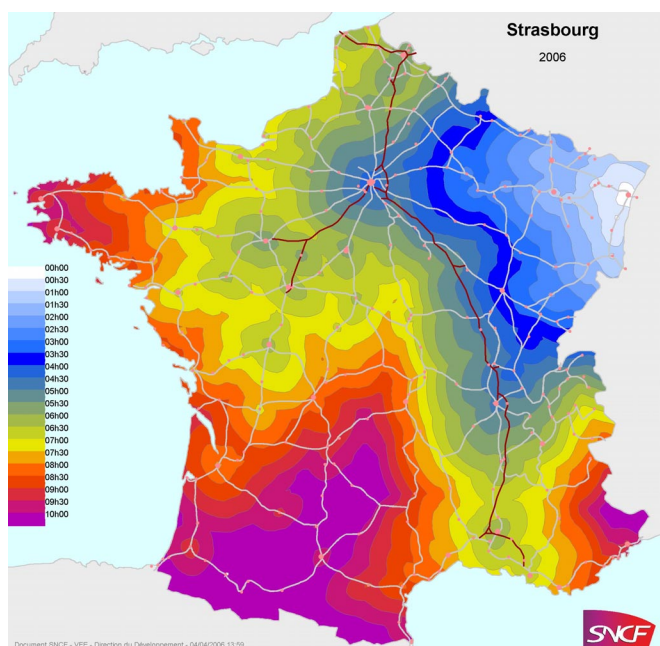 Strasbourg
2006
00h00
00h30
01h00
01h30
02h00
02h30
03h00
03h30
04h00
04h30
05h00
05h30
06h00
06h30
07h00
07h30
08h00
08h30
09h00
09h30
10h00
Document SNCF - VFE - Direction du Développement - 04/04/2006 13:59
SNCF